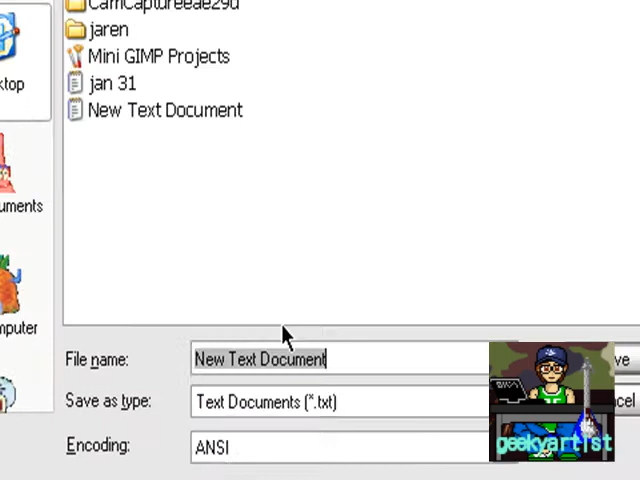 CamCaptureeae29d
jaren
Mini GIMP Projects
jan 31
New Text Document
ktop
uments
mputer
File name:
New Text Document
ve
Save as type:
Text Documents (*.txt)
cel
Encoding:
ANSI
geekyartist